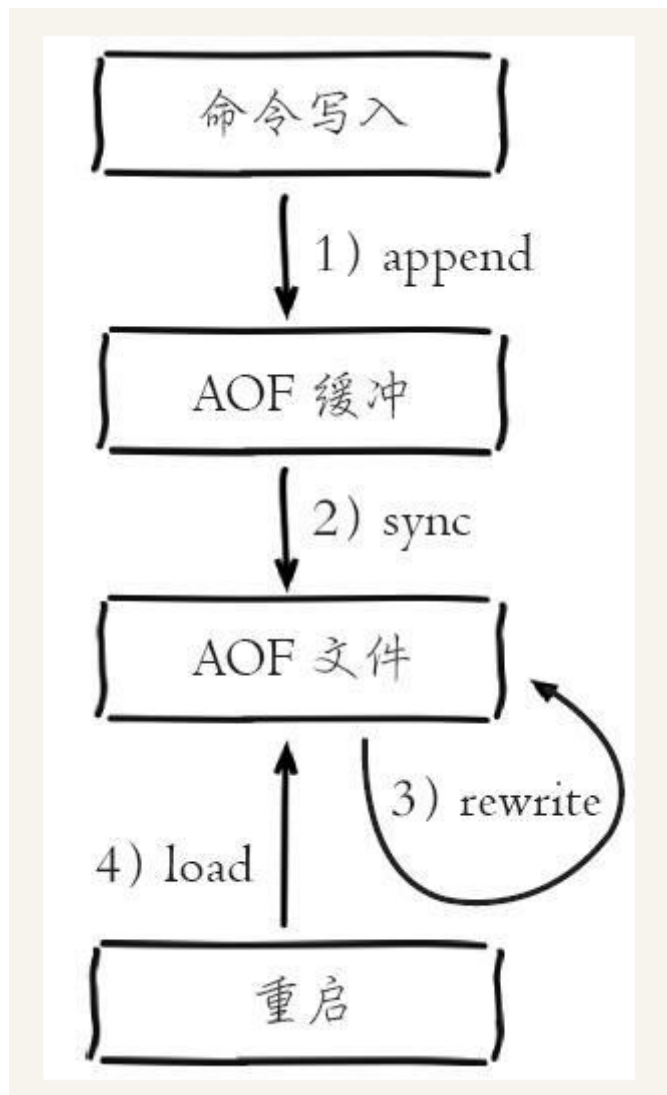 命令写入
1) append
AOF 缓冲
2) sync
AOF 文件
3) rewrite
4) load
重启